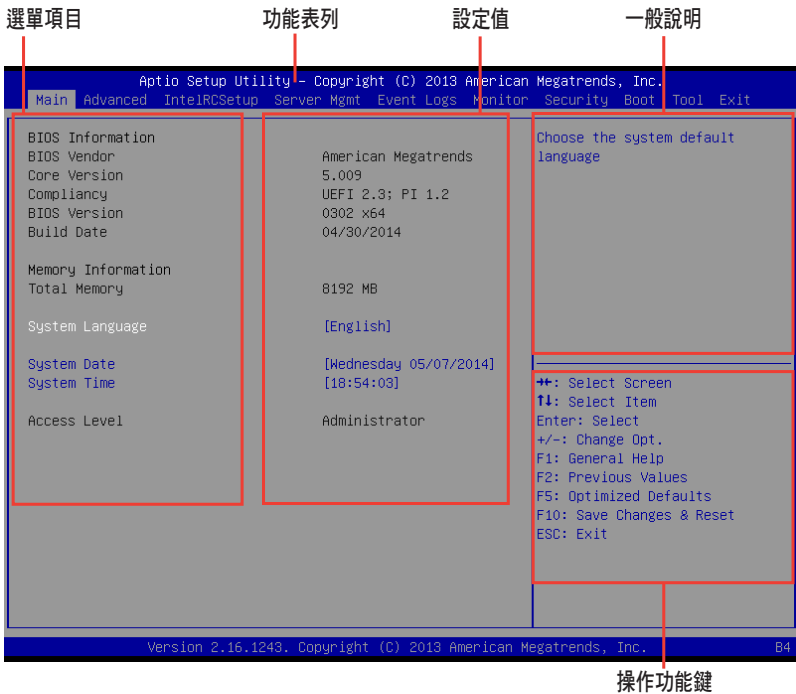 選單項目 功能表列 設定值 一般說明
Aptio Setup Utility – Copyright (C) 2013 American Megatrends, Inc.
Main Advanced IntelRCSetup Server Mgmt Event Logs Monitor Security Boot Tool Exit
BIOS Information
BIOS Vendor American Megatrends
Core Version 5.009
Compliancy UEFI 2.3; PI 1.2
BIOS Version 0302 x64
Build Date 04/30/2014
Memory Information
Total Memory 8192 MB
System Language [English]
System Date [Wednesday 05/07/2014]
System Time [18:54:03]
Access Level Administrator
Choose the system default
language
→←: Select Screen
↑↓: Select Item
Enter: Select
+/-: Change Opt.
F1: General Help
F2: Previous Values
F5: Optimized Defaults
F10: Save Changes & Reset
ESC: Exit
Version 2.16.1243. Copyright (C) 2013 American Megatrends, Inc. B4
操作功能鍵